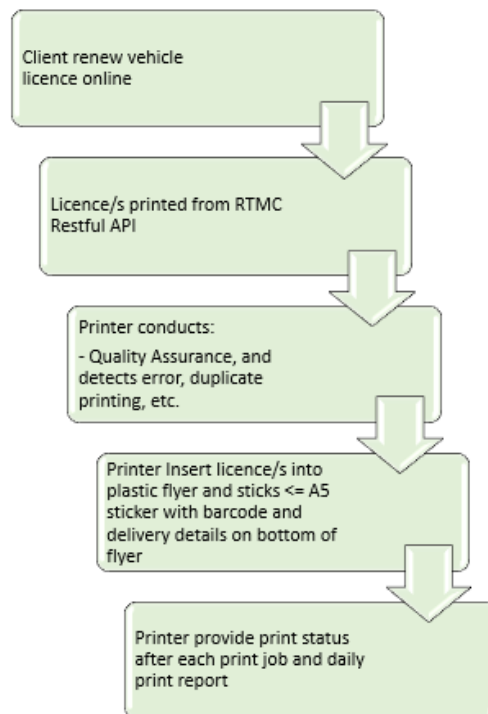 Client renew vehicle
licence online
Licence/s printed from RTMC
Restful API
Printer conducts:
- Quality Assurance, and
detects error, duplicate
printing, etc.
Printer Insert licence/s into
plastic flyer and sticks <= A5
sticker with barcode and
delivery details on bottom of
flyer
Printer provide print status
after each print job and daily
print report